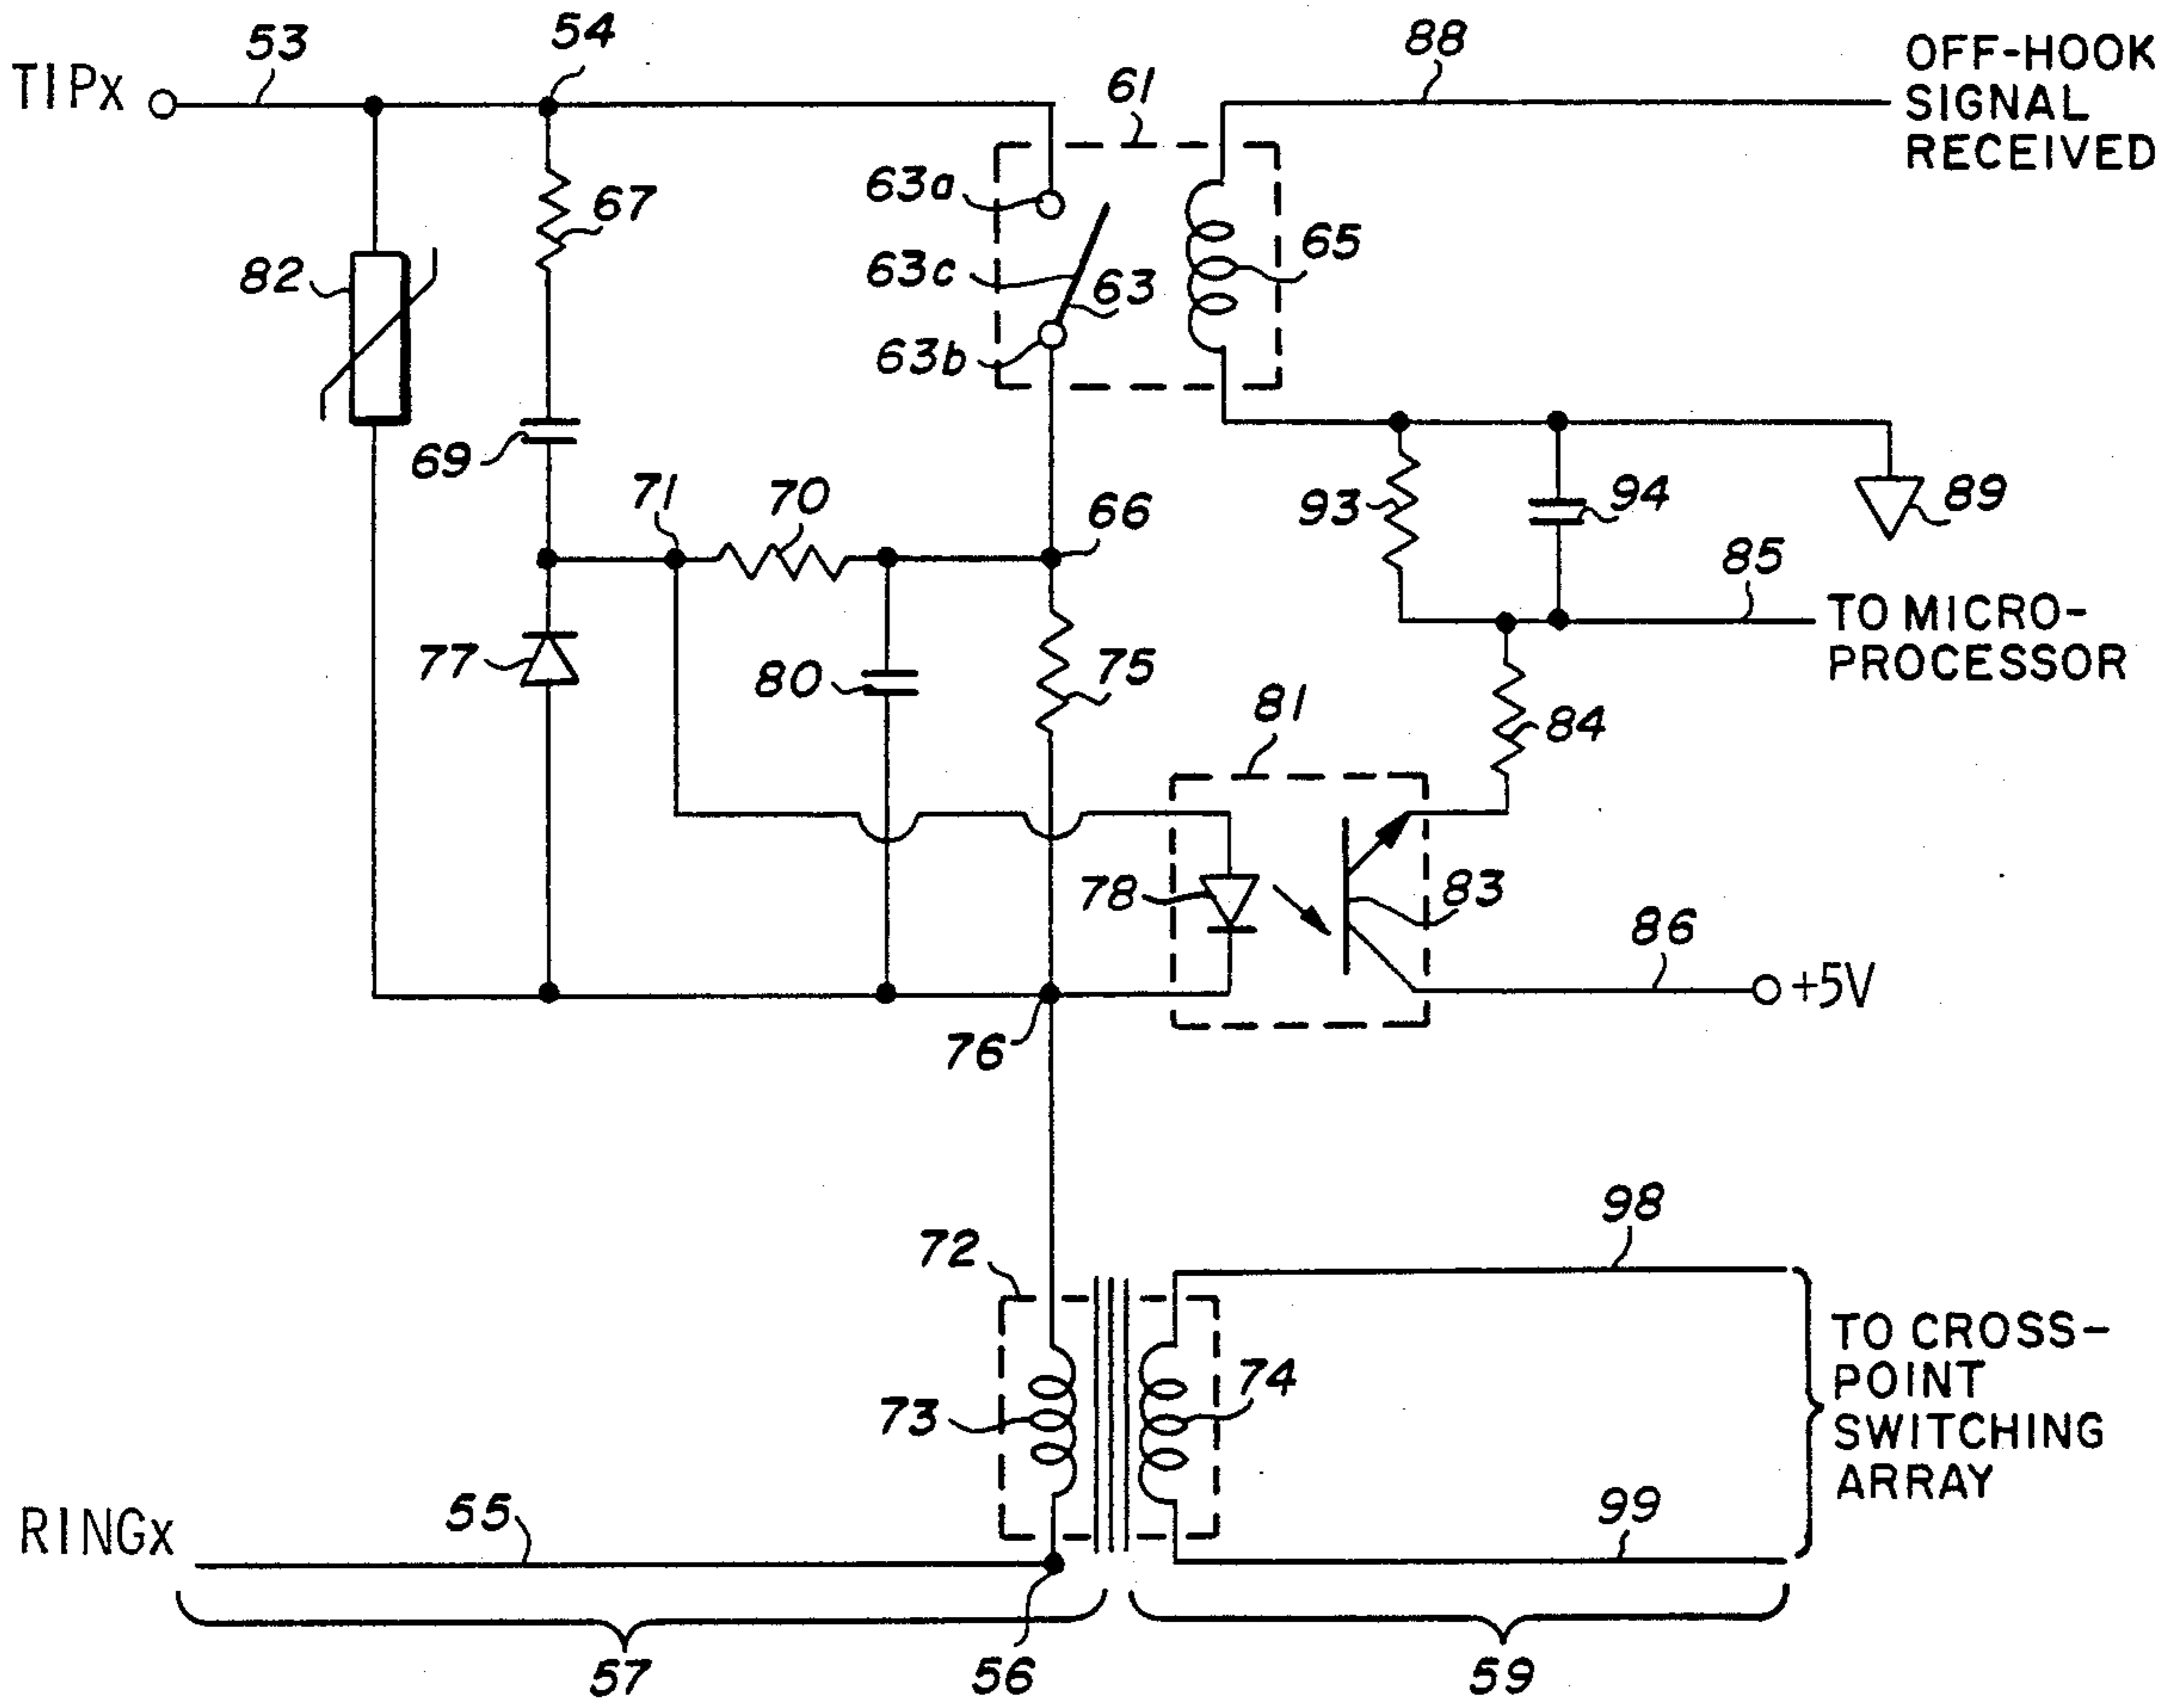 53
54
88
OFF-HOOK
SIGNAL
RECEIVED
TIPx
61
63a
67
65
82
63c
63
63b
69
71
70
66
93
94
89
85
TO MICRO-
PROCESSOR
77
80
75
81
84
78
83
86
+5V
76
98
72
TO CROSS-
POINT
SWITCHING
ARRAY
74
73
55
99
RINGx
57
56
59